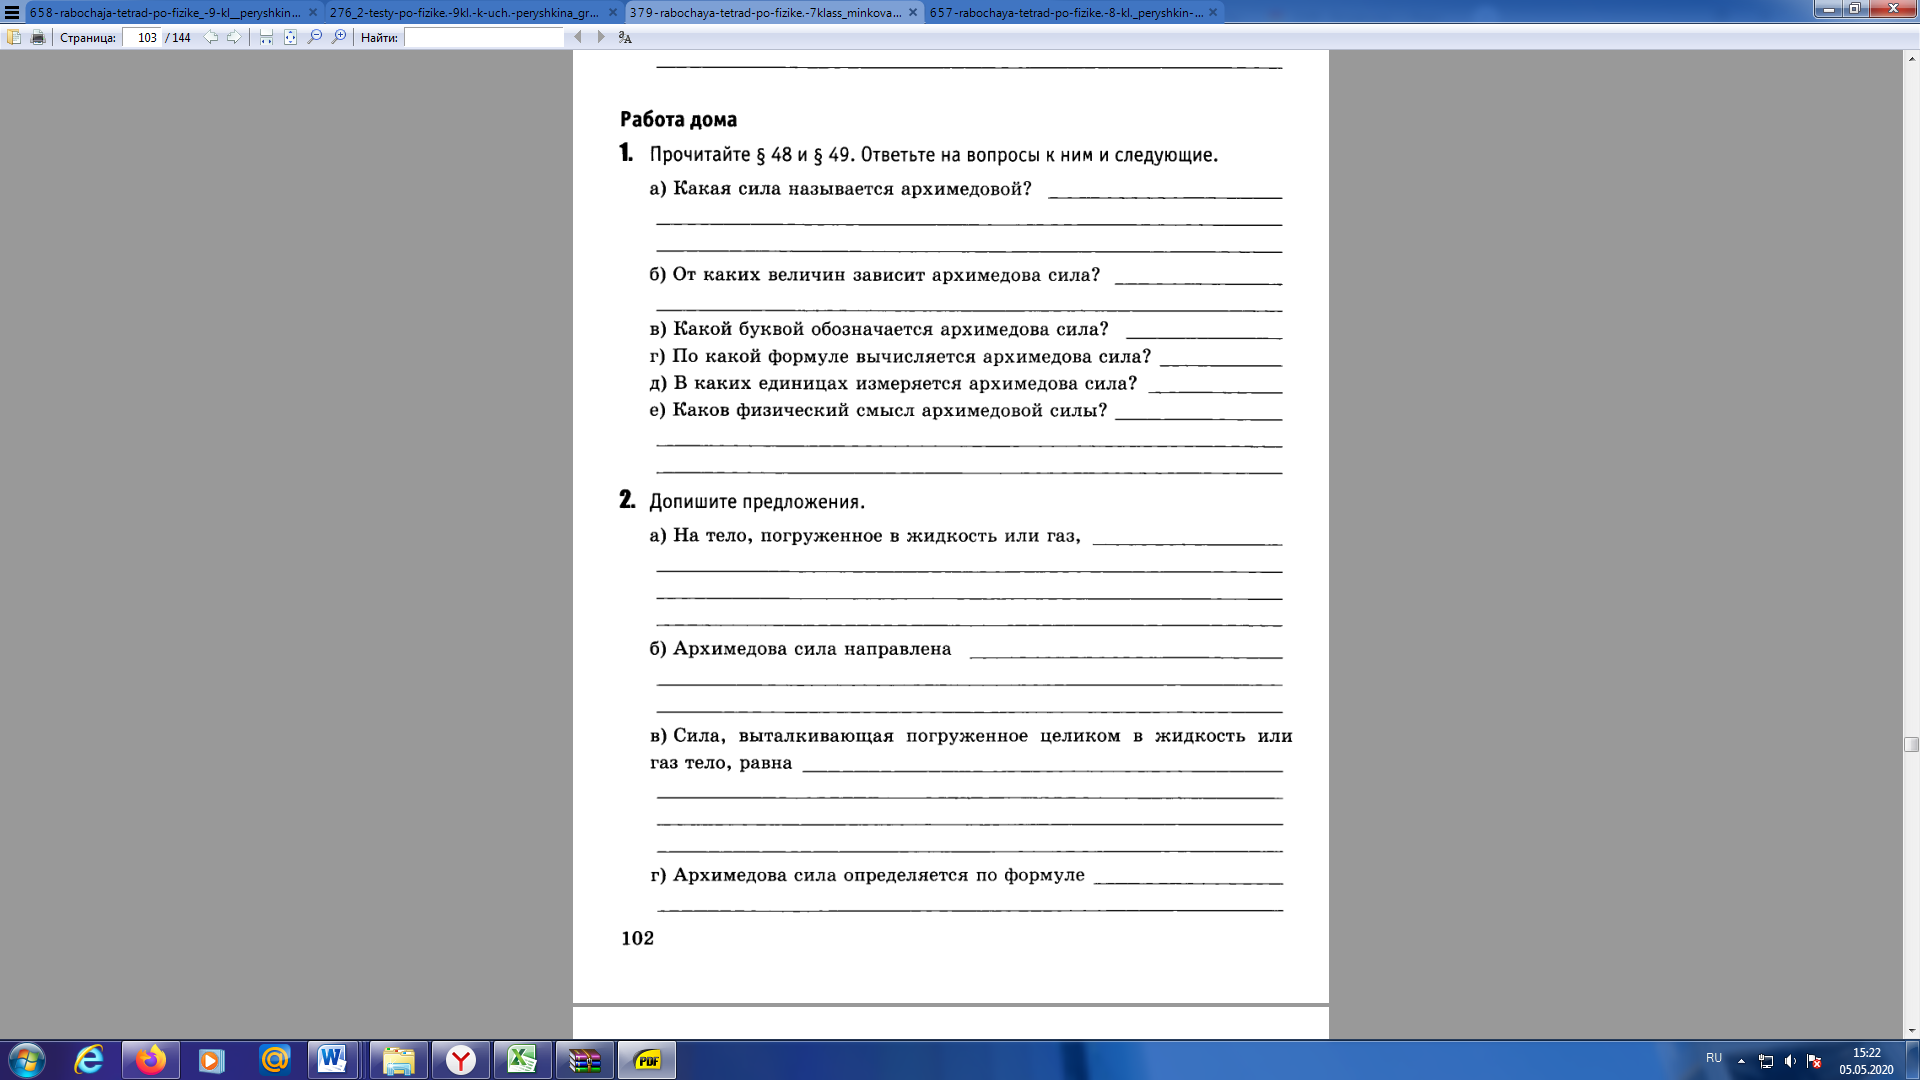 658-rabochaja-tetrad-po-fizike_-9-kl__peryshkin...
276_2-testy-po-fizike.-9kl.-k-uch.-peryshkina_gr...
379-rabochaya-tetrad-po-fizike.-7klass_minkova...
657-rabochaya-tetrad-po-fizike.-8-kl._peryshkin-...
Страница: 103 / 144 Найти:
Работа дома
1. Прочитайте § 48 и § 49. Ответьте на вопросы к ним и следующие.
а) Какая сила называется архимедовой?
б) От каких величин зависит архимедова сила?
в) Какой буквой обозначается архимедова сила?
г) По какой формуле вычисляется архимедова сила?
д) В каких единицах измеряется архимедова сила?
е) Каков физический смысл архимедовой силы?
2. Допишите предложения.
а) На тело, погруженное в жидкость или газ,
б) Архимедова сила направлена
в) Сила, выталкивающая погруженное целиком в жидкость или
газ тело, равна
г) Архимедова сила определяется по формуле
102
PDF
RU
15:22
05.05.2020